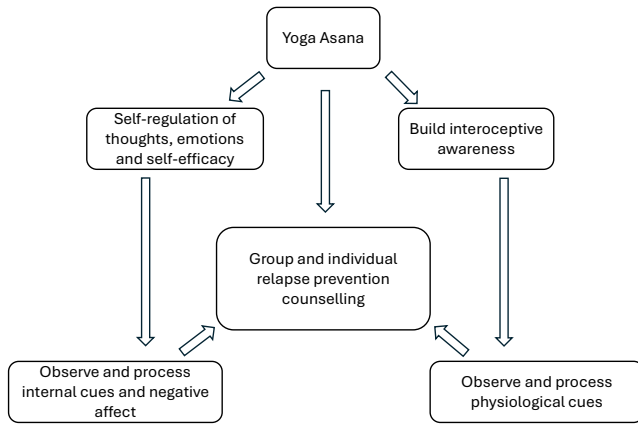 Yoga Asana
Self-regulation of
thoughts, emotions
and self-efficacy
Build interoceptive
awareness
Group and individual
relapse prevention
counselling
Observe and process
internal cues and negative
affect
Observe and process
physiological cues